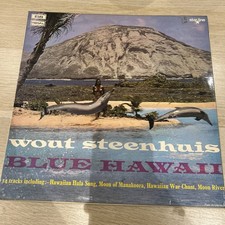 wout steenhuis
BLUE HAWAII
12 tracks including:- Hawaiian Hula Song, Moon of Manakoora, Hawaiian War Chant, Moon River